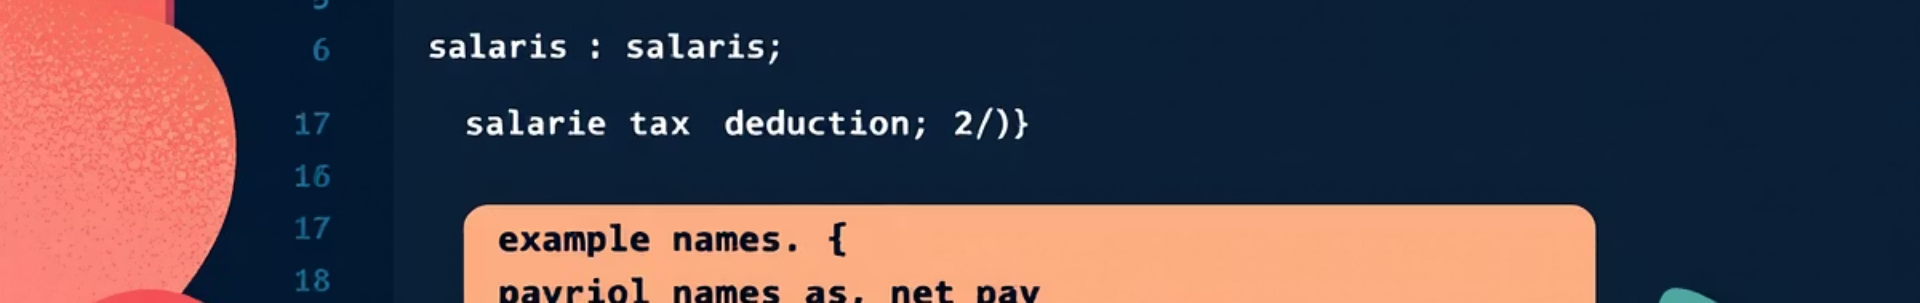 6 salaris : salaris;
17 salarie tax deduction; 2/)}
16
17 example names. {
18 payriol names as, net pay